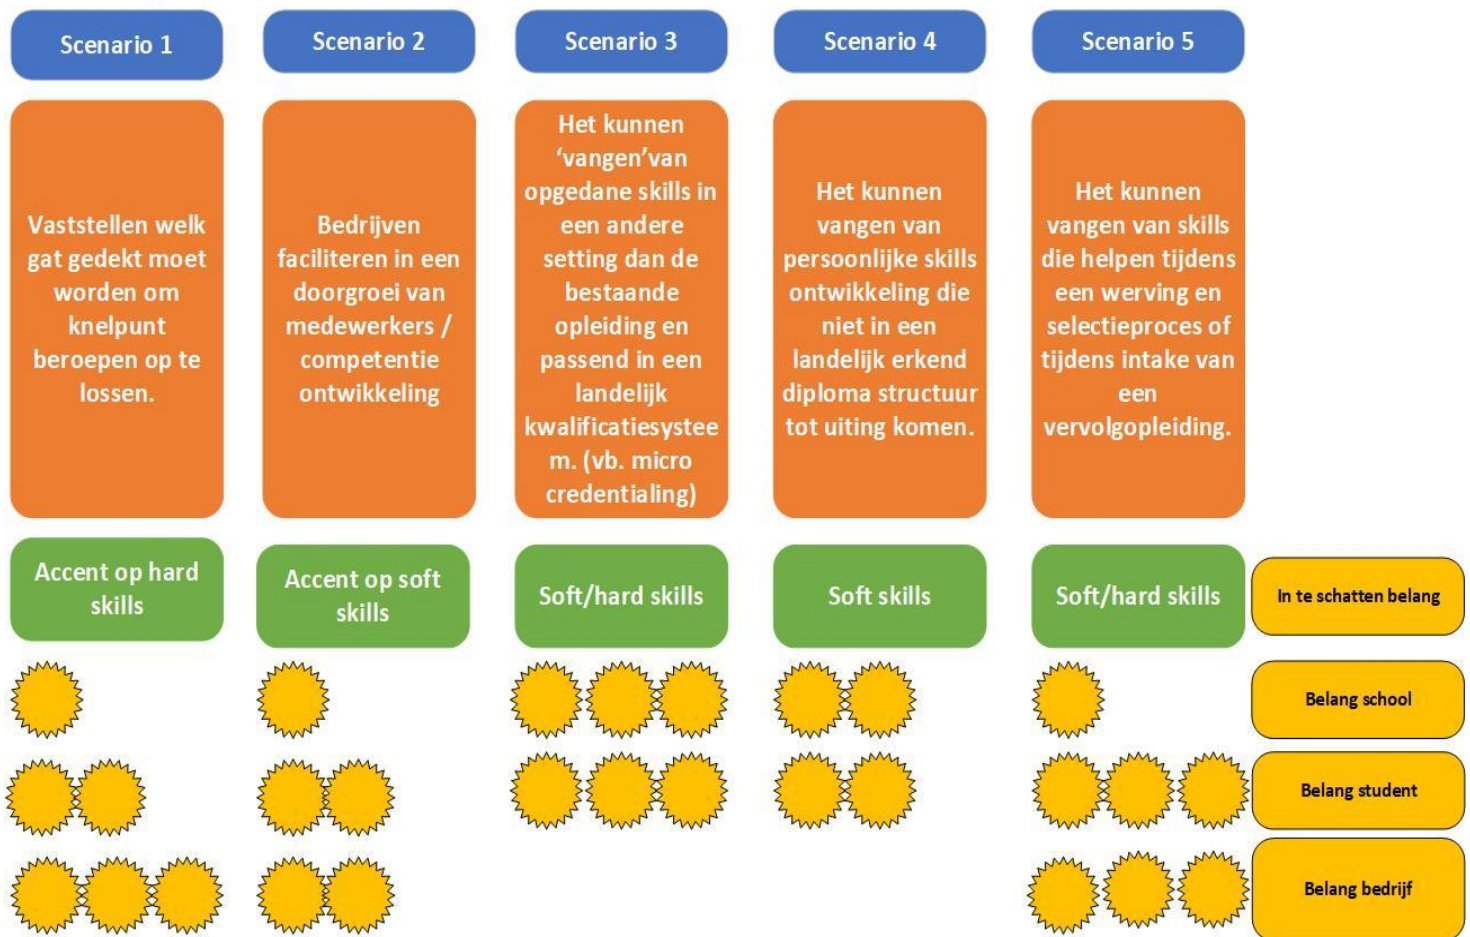 Scenario 1
Scenario 2
Scenario 3
Scenario 4
Scenario 5
Vaststellen welk
gat gedekt moet
worden om
knelpunt
beroepen op te
lossen.
Bedrijven
faciliteren in een
doorgroei van
medewerkers /
competentie
ontwikkeling
Het kunnen
‘vangen’van
opgedane skills in
een andere
setting dan de
bestaande
opleiding en
passend in een
landelijk
kwalificatiesystee
m. (vb. micro
credentialing)
Het kunnen
vangen van
persoonlijke skills
ontwikkeling die
niet in een
landelijk erkend
diploma structuur
tot uiting komen.
Het kunnen
vangen van skills
die helpen tijdens
een werving en
selectieproces of
tijdens intake van
een
vervolgopleiding.
Accent op hard
skills
Accent op soft
skills
Soft/hard skills
Soft skills
Soft/hard skills
In te schatten belang
Belang school
Belang student
Belang bedrijf